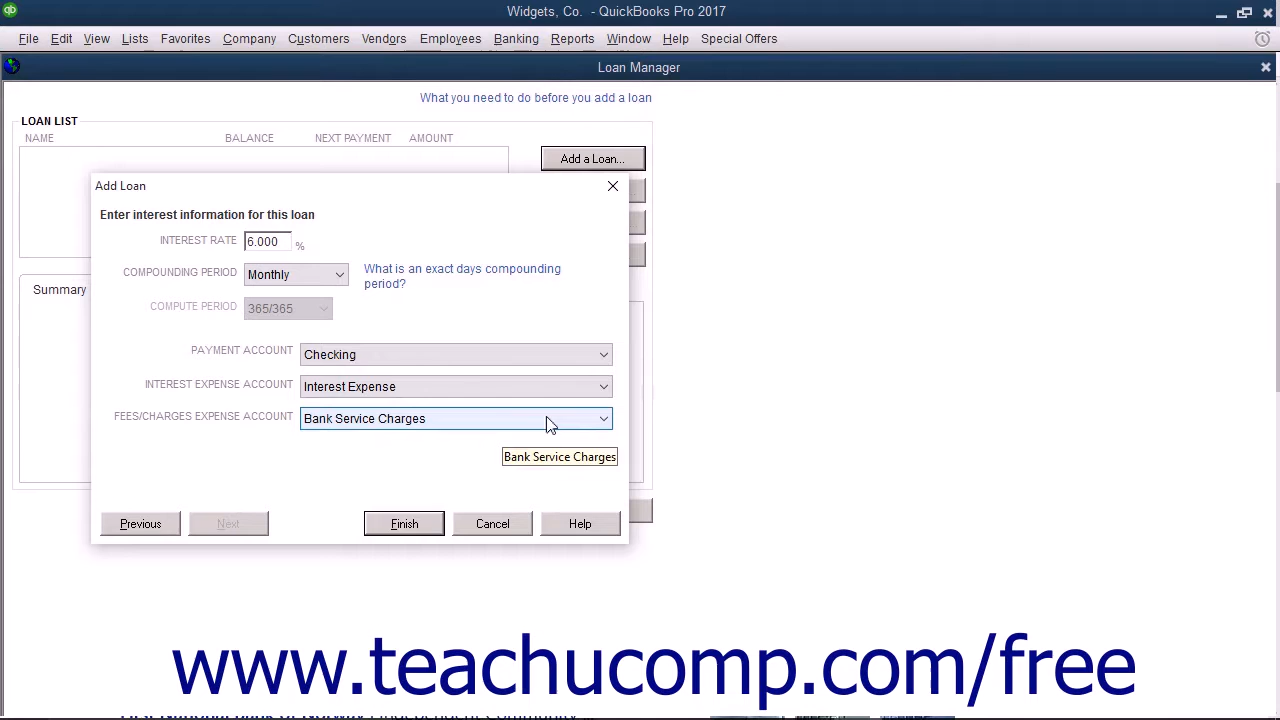 Widgets, Co. - QuickBooks Pro 2017
File Edit View Lists Favorites Company Customers Vendors Employees Banking Reports Window Help Special Offers
Loan Manager
What you need to do before you add a loan
LOAN LIST
NAME BALANCE NEXT PAYMENT AMOUNT
Add a Loan...
Add Loan
Enter interest information for this loan
INTEREST RATE 6.000 %
COMPOUNDING PERIOD Monthly What is an exact days compounding
period?
Summary
COMPUTE PERIOD 365/365
PAYMENT ACCOUNT Checking
INTEREST EXPENSE ACCOUNT Interest Expense
FEES/CHARGES EXPENSE ACCOUNT Bank Service Charges
Bank Service Charges
Previous Next Finish Cancel Help
www.teachucomp.com/free